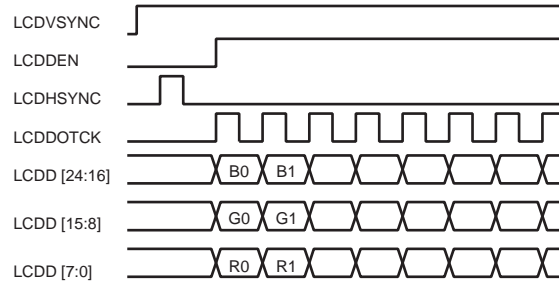 LCDVSYNC
LCDDEN
LCDHSYNC
LCDDOTCK
LCDD [24:16] B0 B1
LCDD [15:8] G0 G1
LCDD [7:0] R0 R1